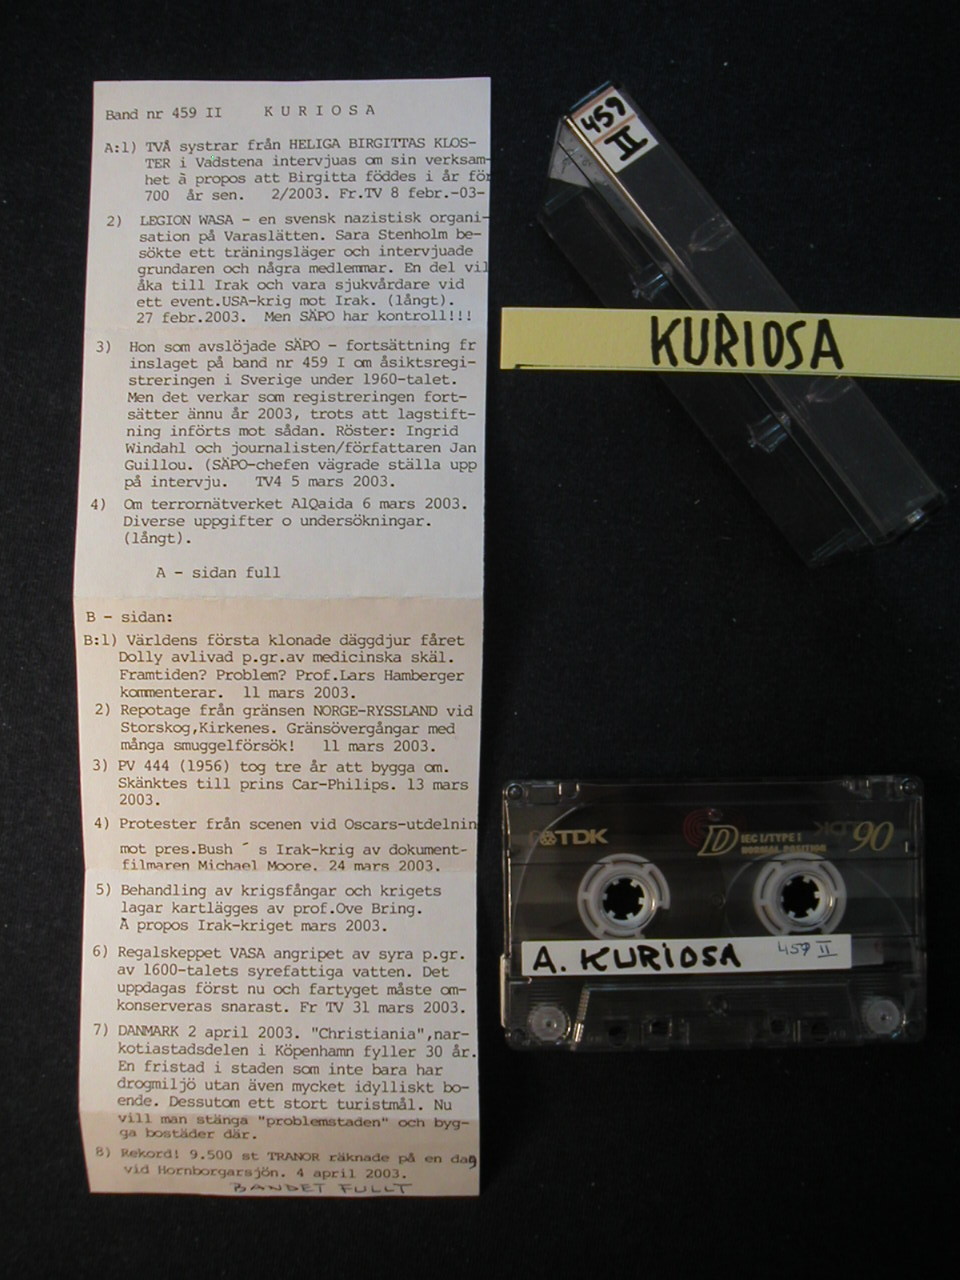 Band nr 459 II K U R I O S A
A:1) TVÅ systrar från HELIGA BIRGITTAS KLOS-
TER i Vadstena intervjuas om sin verksam-
het à propos att Birgitta föddes i år för
700 år sen. 2/2003. Fr.TV 8 febr.-03-
2) LEGION WASA - en svensk nazistisk organi-
sation på Varaslätten. Sara Stenholm be-
sökte ett träningsläger och intervjuade
grundaren och några medlemmar. En del vil
åka till Irak och vara sjukvårdare vid
ett event.USA-krig mot Irak. (långt).
27 febr.2003. Men SÄPO har kontroll!!!
3) Hon som avslöjade SÄPO - fortsättning fr
inslaget på band nr 459 I om åsiktsregi-
streringen i Sverige under 1960-talet.
Men det verkar som registreringen fort-
sätter ännu år 2003, trots att lagstift-
ning införts mot sådan. Röster: Ingrid
Windahl och journalisten/författaren Jan
Guillou. (SÄPO-chefen vägrade ställa upp
på intervju. TV4 5 mars 2003.
4) Om terrornätverket AlQaida 6 mars 2003.
Diverse uppgifter o undersökningar.
(långt).
A - sidan full
B - sidan:
B:1) Världens första klonade däggdjur fåret
Dolly avlivad p.gr.av medicinska skäl.
Framtiden? Problem? Prof.Lars Hamberger
kommenterar. 11 mars 2003.
2) Repotage från gränsen NORGE-RYSSLAND vid
Storskog,Kirkenes. Gränsövergångar med
många smuggelförsök! 11 mars 2003.
3) PV 444 (1956) tog tre år att bygga om.
Skänktes till prins Car-Philips. 13 mars
2003.
4) Protester från scenen vid Oscars-utdelnin
mot pres.Bush ´ s Irak-krig av dokument-
filmaren Michael Moore. 24 mars 2003.
5) Behandling av krigsfångar och krigets
lagar kartlägges av prof.Ove Bring.
À propos Irak-kriget mars 2003.
6) Regalskeppet VASA angripet av syra p.gr.
av 1600-talets syrefattiga vatten. Det
uppdagas först nu och fartyget måste om-
konserveras snarast. Fr TV 31 mars 2003.
7) DANMARK 2 april 2003. "Christiania",nar-
kotiastadsdelen i Köpenhamn fyller 30 år.
En fristad i staden som inte bara har
drogmiljö utan även mycket idylliskt bo-
ende. Dessutom ett stort turistmål. Nu
vill man stänga "problemstaden" och byg-
ga bostäder där.
8) Rekord! 9.500 st TRANOR räknade på en dag
vid Hornborgarsjön. 4 april 2003.
BANDET FULLT
459
II
KURIOSA
TDK
D IEC I/TYPE I
NORMAL POSITION
TDK 90
A. KURIOSA 459 II